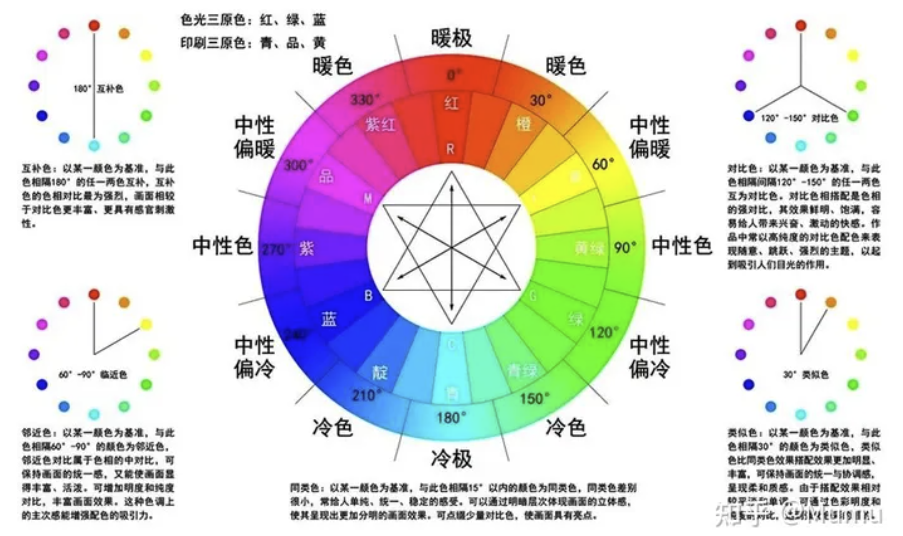 色光三原色：红、绿、蓝
印刷三原色：青、品、黄
180° 互补色
互补色：以某一颜色为基准，与此
色相隔180°的任一两色互补，互补
色的色相对比最为强烈，画面相较
于对比色更丰富、更具有感官刺激
性。
60°-90° 临近色
邻近色：以某一颜色为基准，与此
色相隔60°-90°的颜色为邻近色，
邻近色对比属于色相的中对比，可
保持画面的统一感，又能使画面显
得丰富、活泼。可增加明度和纯度
对比，丰富画面效果。这种色调上
的主次感能增强配色的吸引力。
暖极
暖色
暖色
中性
偏暖
中性
偏暖
中性色
中性色
中性
偏冷
中性
偏冷
冷色
冷色
冷极
0°
30°
60°
90°
120°
150°
180°
210°
240°
270°
300°
330°
红
橙
黄绿
绿
青绿
青
靛
蓝
紫
品
紫红
R
G
B
M
同类色：以某一颜色为基准，与此色相隔15°以内的颜色为同类色，同类色差别
很小，常给人单纯、统一、稳定的感受。可以通过明暗层次体现画面的立体感，
使其呈现出更加分明的画面效果。可点缀少量对比色，使画面具有亮点。
120°-150° 对比色
对比色：以某一颜色为基准，与此
色相隔间隔120°-150°的任一两色
互为对比色。对比色相搭配是色相
的强对比，其效果鲜明、饱满，容
易给人带来兴奋、激动的快感。作
品中常以高纯度的对比色配色来表
现随意、跳跃、强烈的主题，以起
到吸引人们目光的作用。
30° 类似色
类似色：以某一颜色为基准，与此
色相隔30°的颜色为类似色，类似
色比同类色效果搭配效果更加明显、
丰富，可保持画面的统一与协调感，
呈现柔和质感。由于搭配效果相对
可通过色彩明度和
对比，
知乎